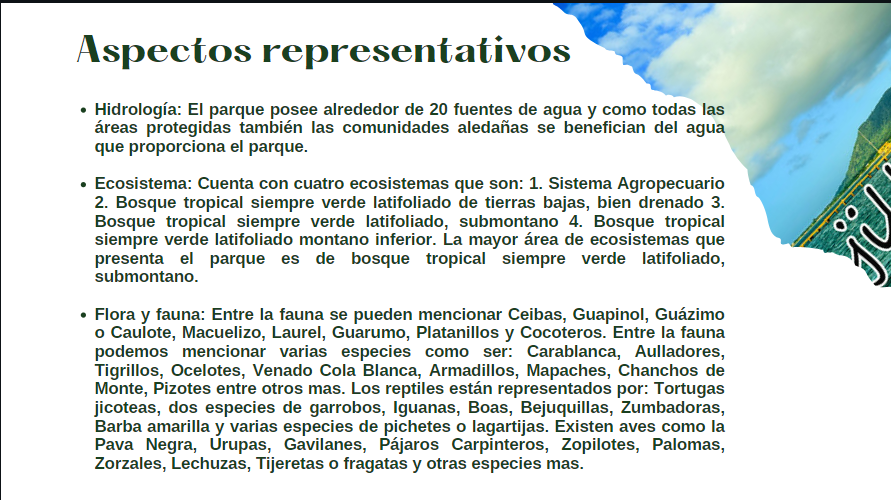 Aspectos representativos
• Hidrología: El parque posee alrededor de 20 fuentes de agua y como todas las
áreas protegidas también las comunidades aledañas se benefician del agua
que proporciona el parque.
• Ecosistema: Cuenta con cuatro ecosistemas que son: 1. Sistema Agropecuario
2. Bosque tropical siempre verde latifoliado de tierras bajas, bien drenado 3.
Bosque tropical siempre verde latifoliado, submontano 4. Bosque tropical
siempre verde latifoliado montano inferior. La mayor área de ecosistemas que
presenta el parque es de bosque tropical siempre verde latifoliado,
submontano.
• Flora y fauna: Entre la fauna se pueden mencionar Ceibas, Guapinol, Guázimo
o Caulote, Macuelizo, Laurel, Guarumo, Platanillos y Cocoteros. Entre la fauna
podemos mencionar varias especies como ser: Carablanca, Aulladores,
Tigrillos, Ocelotes, Venado Cola Blanca, Armadillos, Mapaches, Chanchos de
Monte, Pizotes entre otros mas. Los reptiles están representados por: Tortugas
jicoteas, dos especies de garrobos, Iguanas, Boas, Bejuquillas, Zumbadoras,
Barba amarilla y varias especies de pichetes o lagartijas. Existen aves como la
Pava Negra, Urupas, Gavilanes, Pájaros Carpinteros, Zopilotes, Palomas,
Zorzales, Lechuzas, Tijeretas o fragatas y otras especies mas.